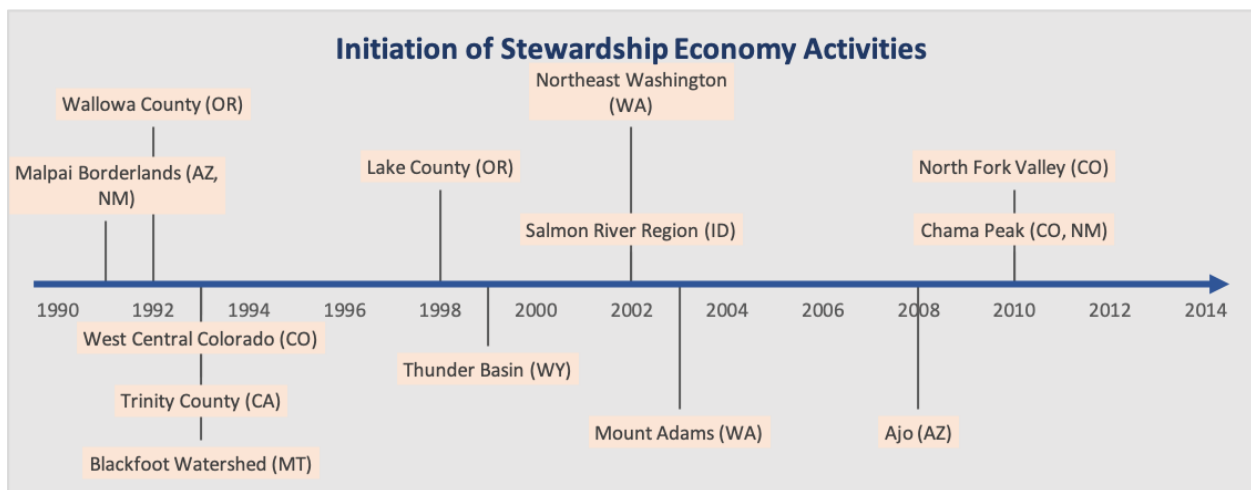 Initiation of Stewardship Economy Activities
Northeast Washington
(WA)
Wallowa County (OR)
Malpai Borderlands (AZ,
NM)
Lake County (OR)
North Fork Valley (CO)
Salmon River Region (ID)
Chama Peak (CO, NM)
1990 1992 1994 1996 1998 2000 2002 2004 2006 2008 2010 2012 2014
West Central Colorado (CO)
Thunder Basin (WY)
Trinity County (CA)
Mount Adams (WA)
Ajo (AZ)
Blackfoot Watershed (MT)